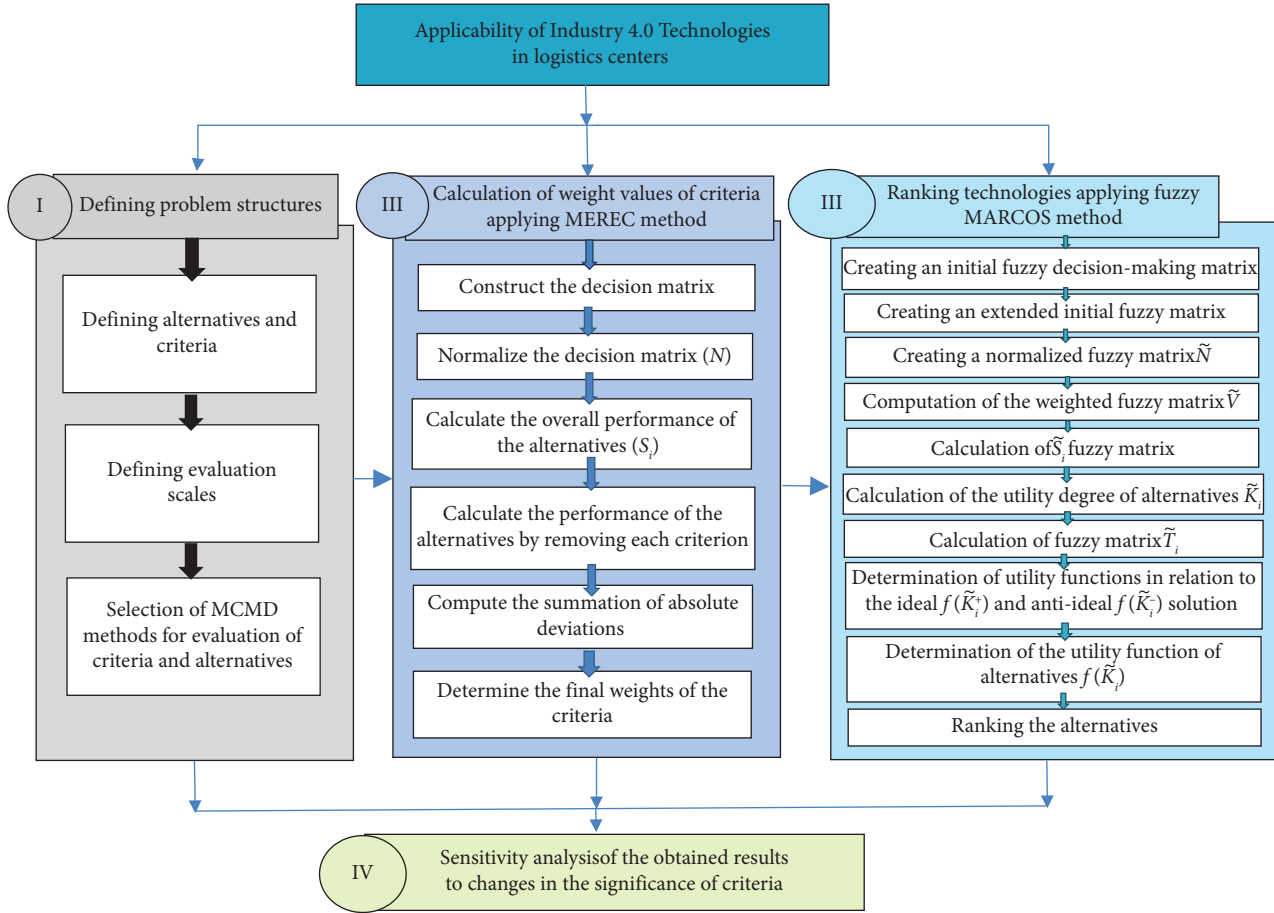 Applicability of Industry 4.0 Technologies
in logistics centers
I
Defining problem structures
Defining alternatives and
criteria
Defining evaluation
scales
Selection of MCMD
methods for evaluation of
criteria and alternatives
III
Calculation of weight values of criteria
applying MEREC method
Construct the decision matrix
Normalize the decision matrix (N)
Calculate the overall performance of
the alternatives (S_i)
Calculate the performance of the
alternatives by removing each criterion
Compute the summation of absolute
deviations
Determine the final weights of the
criteria
III
Ranking technologies applying fuzzy
MARCOS method
Creating an initial fuzzy decision-making matrix
Creating an extended initial fuzzy matrix
Creating a normalized fuzzy matrix Ñ
Computation of the weighted fuzzy matrix Ṽ
Calculation of S̃_i fuzzy matrix
Calculation of the utility degree of alternatives K̃_i
Calculation of fuzzy matrix T̃_i
Determination of utility functions in relation to
the ideal f(K̃_i^+) and anti-ideal f(K̃_i^-) solution
Determination of the utility function of
alternatives f(K̃_i)
Ranking the alternatives
IV
Sensitivity analysisof the obtained results
to changes in the significance of criteria